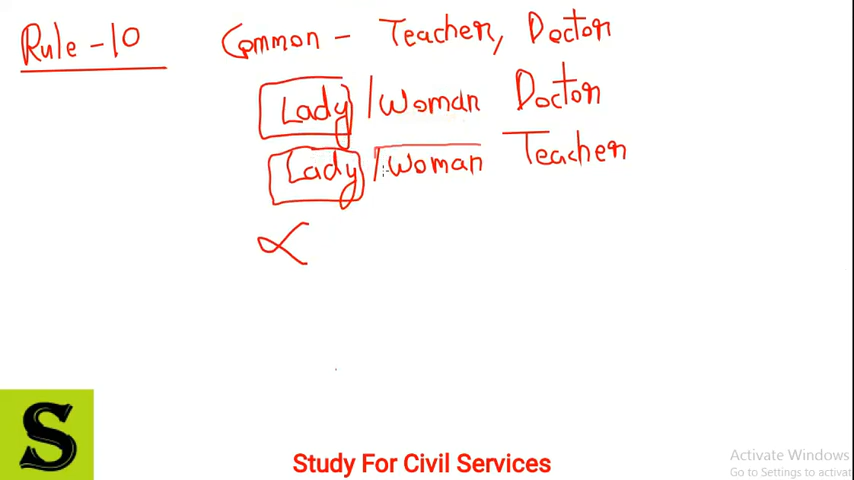 Rule - 10 Common - Teacher, Doctor
Lady / Woman Doctor
Lady / Woman Teacher
S
Study For Civil Services
Activate Windows
Go to Settings to activat